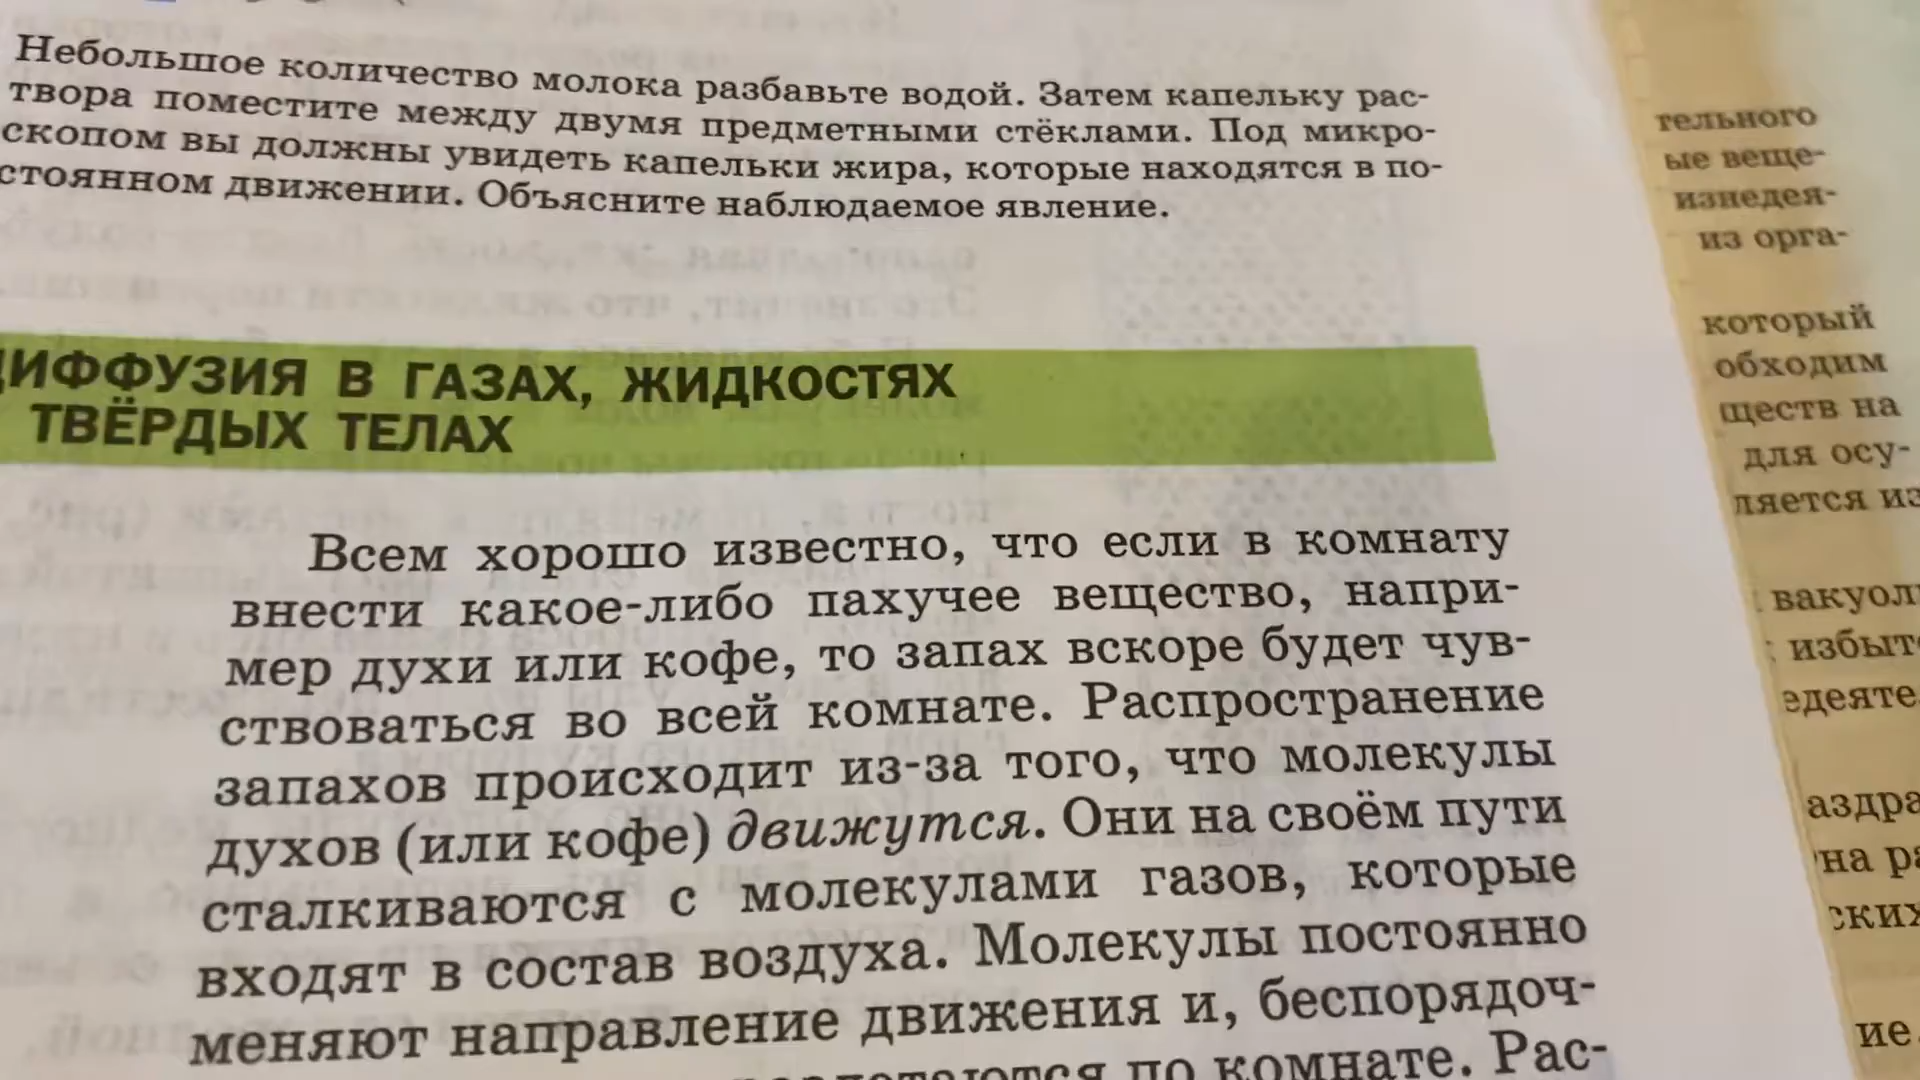 Небольшое количество молока разбавьте водой. Затем капельку рас-
твора поместите между двумя предметными стёклами. Под микро-
скопом вы должны увидеть капельки жира, которые находятся в по-
стоянном движении. Объясните наблюдаемое явление.
ДИФФУЗИЯ В ГАЗАХ, ЖИДКОСТЯХ
ТВЁРДЫХ ТЕЛАХ
Всем хорошо известно, что если в комнату
внести какое-либо пахучее вещество, напри-
мер духи или кофе, то запах вскоре будет чув-
ствоваться во всей комнате. Распространение
запахов происходит из-за того, что молекулы
духов (или кофе) движутся. Они на своём пути
сталкиваются с молекулами газов, которые
входят в состав воздуха. Молекулы постоянно
меняют направление движения и, беспорядоч-
по комнате. Рас-
тельного
ые веще-
изнедея-
из орга-
который
обходим
ществ на
для осу-
ляется из
вакуол
избыт
едеяте
аздра
на ра
ских
ие